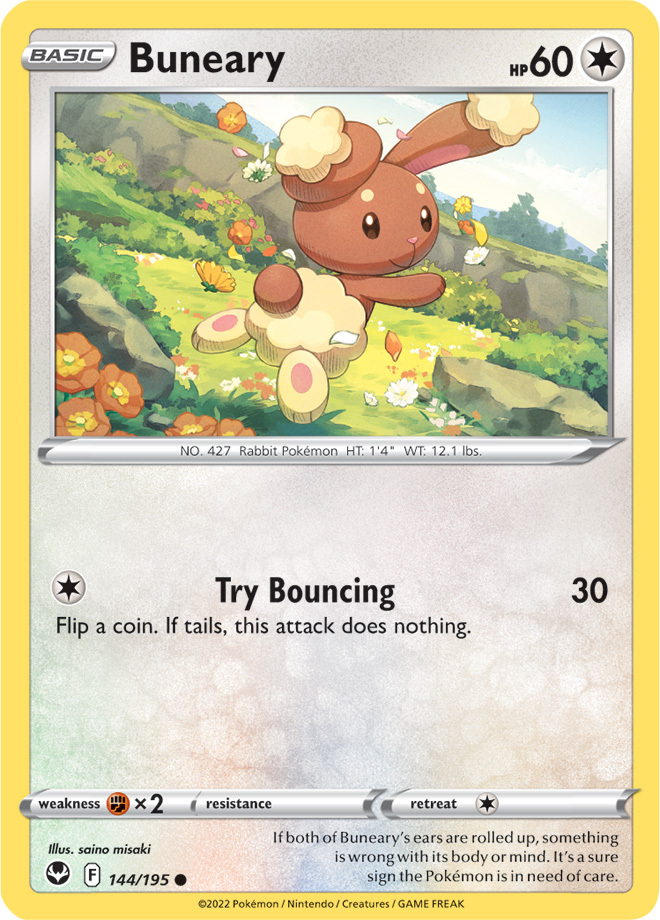 BASIC Buneary HP 60
NO. 427 Rabbit Pokémon HT: 1'4" WT: 12.1 lbs.
Try Bouncing 30
Flip a coin. If tails, this attack does nothing.
weakness ×2 resistance retreat
Illus. saino misaki
F 144/195
If both of Buneary's ears are rolled up, something
is wrong with its body or mind. It's a sure
sign the Pokémon is in need of care.
©2022 Pokémon / Nintendo / Creatures / GAME FREAK